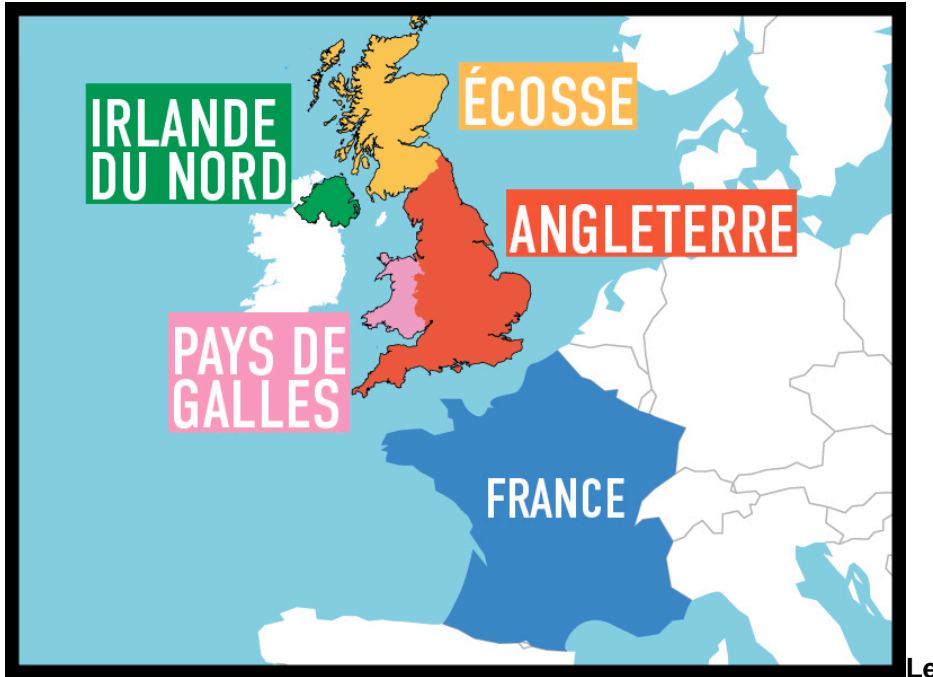 ÉCOSSE
IRLANDE
DU NORD
ANGLETERRE
PAYS DE
GALLES
FRANCE
Le